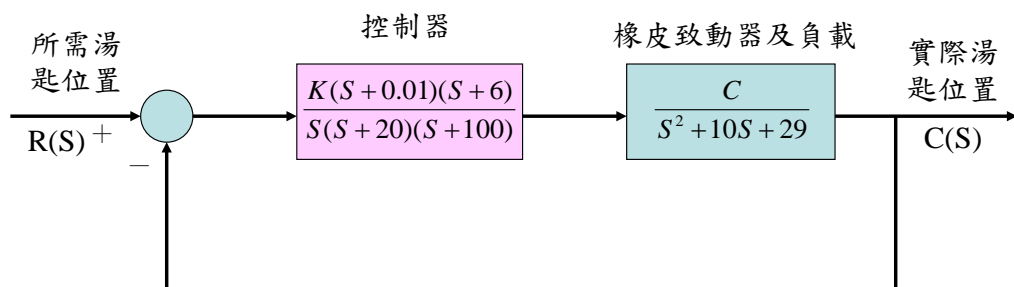 所需湯
匙位置
R(S)
+
−
控制器
K(S+0.01)(S+6)
S(S+20)(S+100)
橡皮致動器及負載
C
S²+10S+29
實際湯
匙位置
C(S)